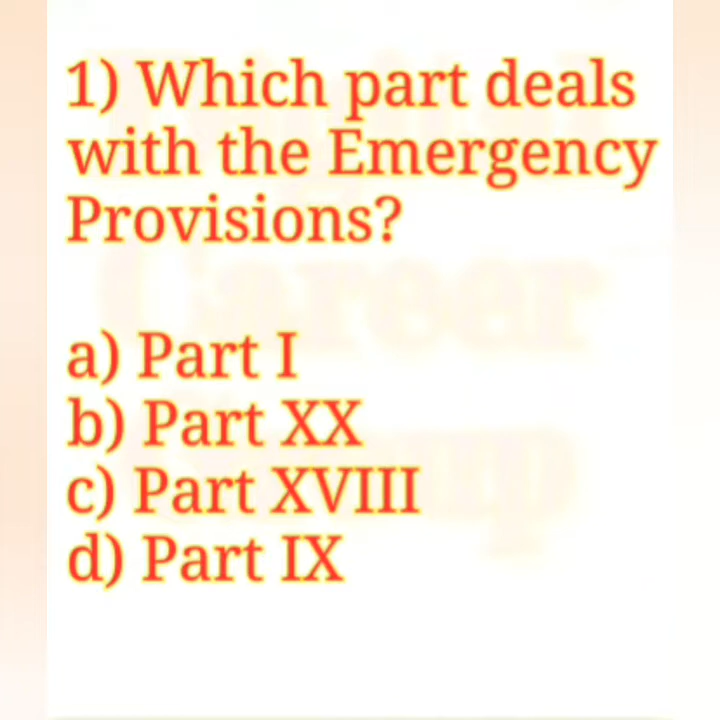 1) Which part deals
with the Emergency
Provisions?
a) Part I
b) Part XX
c) Part XVIII
d) Part IX